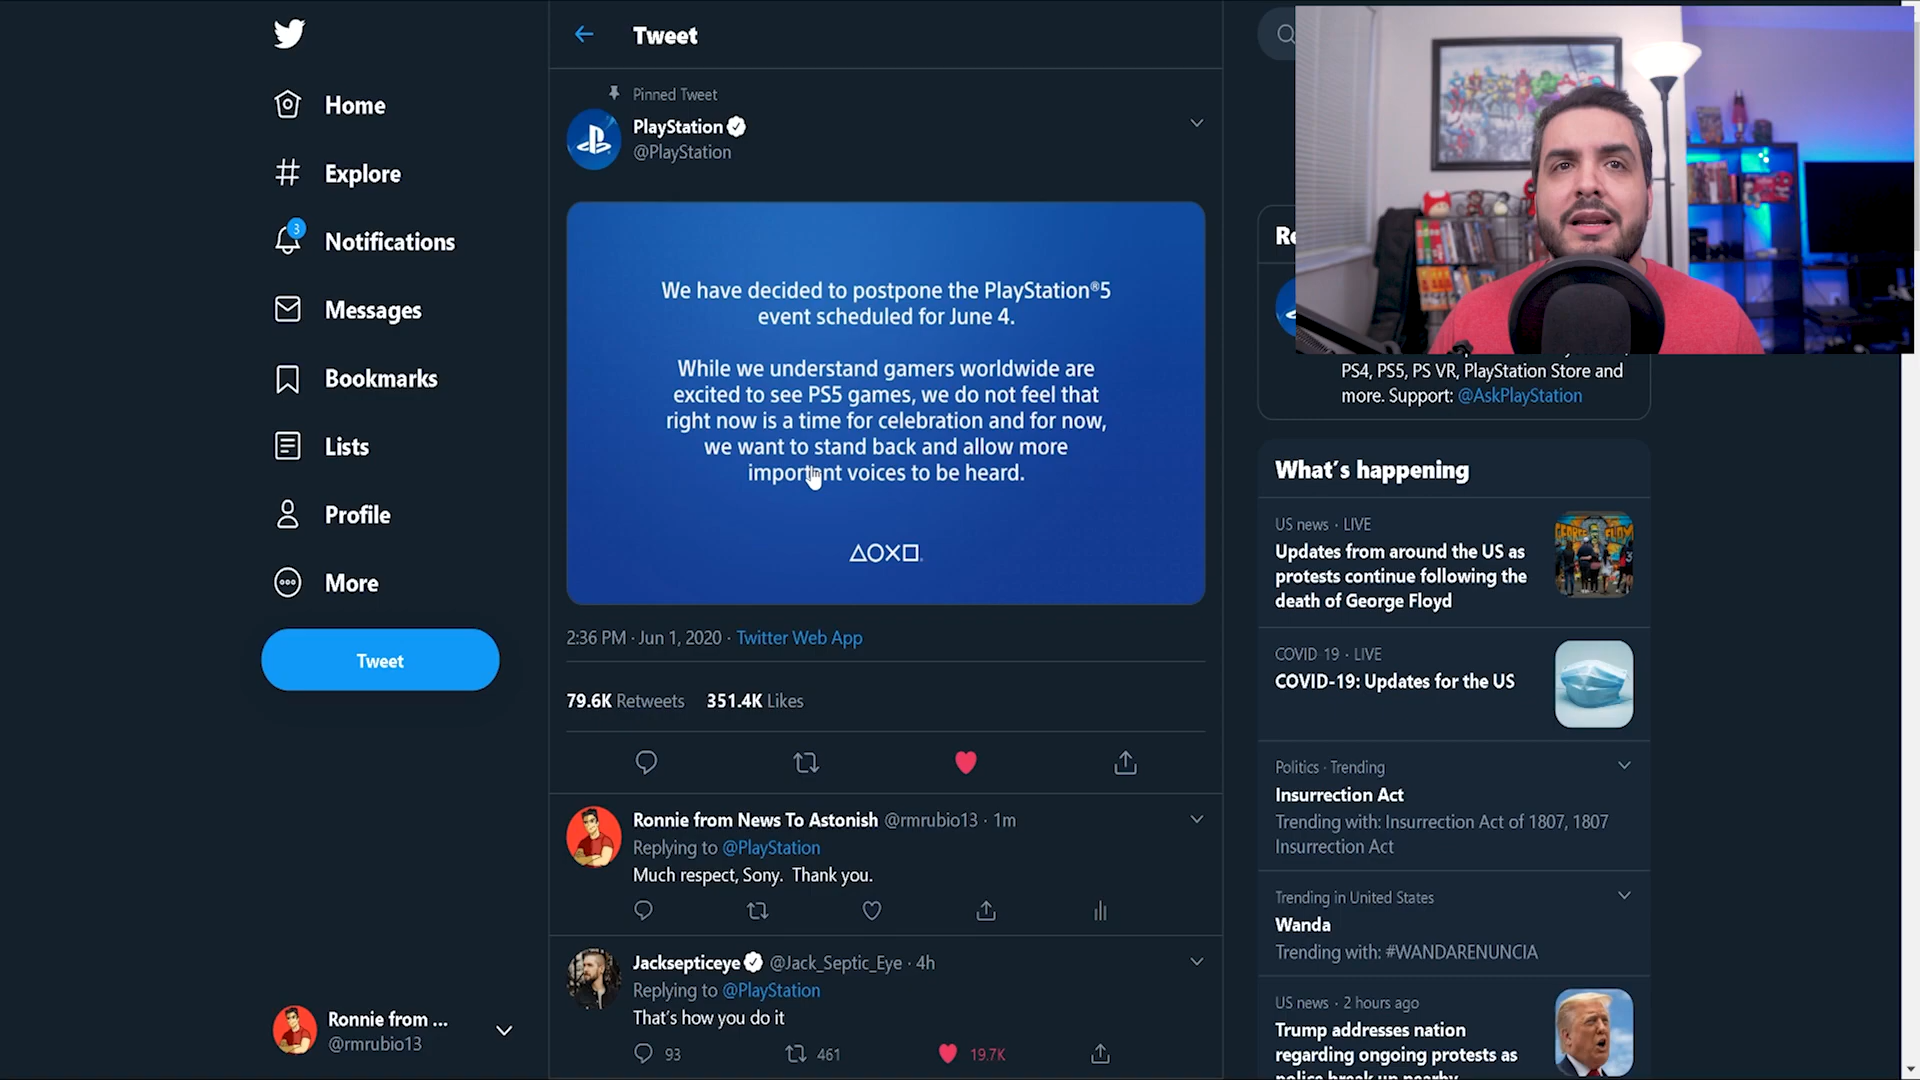 Home
Explore
3
Notifications
Messages
Bookmarks
Lists
Profile
More
Tweet
Ronnie from ...
@rmrubio13
Tweet
Pinned Tweet
PlayStation
@PlayStation
We have decided to postpone the PlayStation®5
event scheduled for June 4.
While we understand gamers worldwide are
excited to see PS5 games, we do not feel that
right now is a time for celebration and for now,
we want to stand back and allow more
important voices to be heard.
2:36 PM · Jun 1, 2020 · Twitter Web App
79.6K Retweets 351.4K Likes
Ronnie from News To Astonish @rmrubio13 · 1m
Replying to @PlayStation
Much respect, Sony. Thank you.
Jacksepticeye @Jack_Septic_Eye · 4h
Replying to @PlayStation
That's how you do it
93 461 19.7K
PS4, PS5, PS VR, PlayStation Store and
more. Support: @AskPlayStation
What's happening
US news · LIVE
Updates from around the US as
protests continue following the
death of George Floyd
COVID-19 · LIVE
COVID-19: Updates for the US
Politics · Trending
Insurrection Act
Trending with: Insurrection Act of 1807, 1807
Insurrection Act
Trending in United States
Wanda
Trending with: #WANDARENUNCIA
US news · 2 hours ago
Trump addresses nation
regarding ongoing protests as
police break up nearby